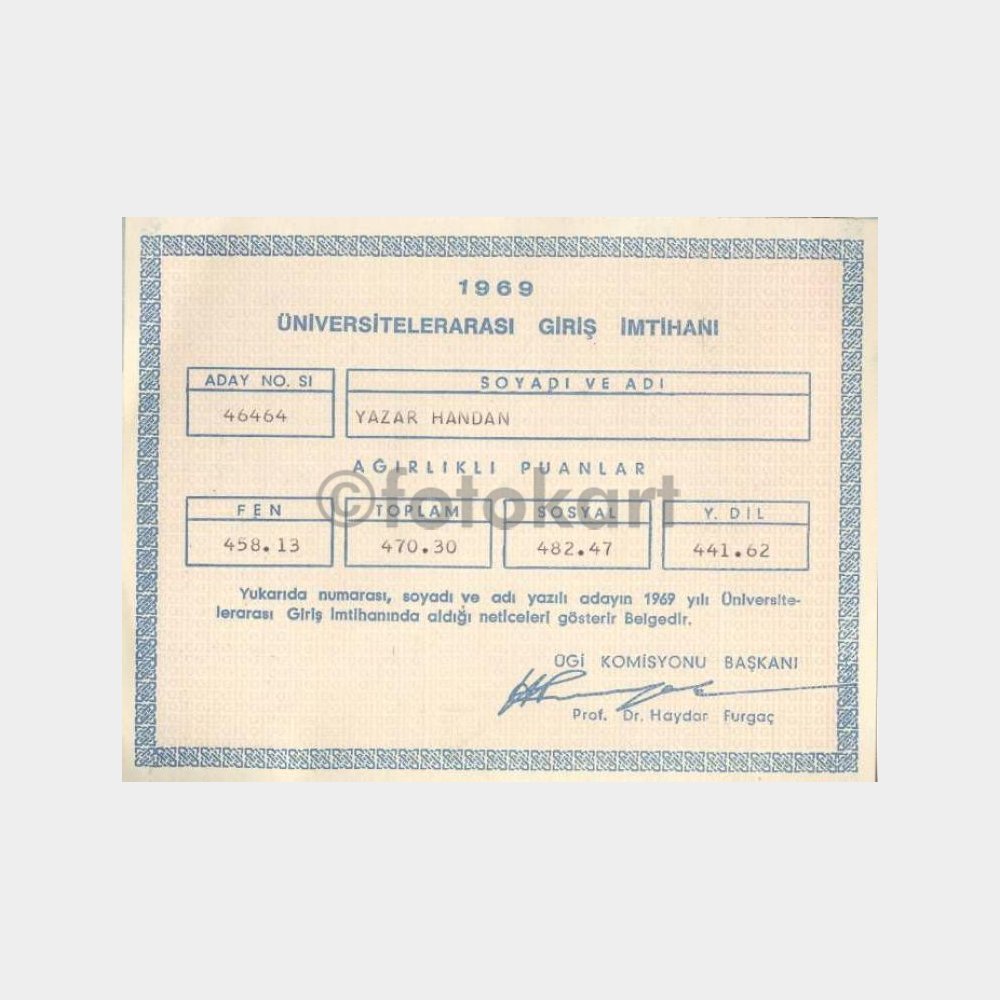 1969
ÜNİVERSİTELERARASI GİRİŞ İMTİHANI
ADAY NO. SI
SOYADI VE ADI
46464
YAZAR HANDAN
AĞIRLIKLI PUANLAR
©fotokart
FEN
TOPLAM
SOSYAL
Y. DİL
458.13
470.30
482.47
441.62
Yukarıda numarası, soyadı ve adı yazılı adayın 1969 yılı Üniversite-
lerarası Giriş İmtihanında aldığı neticeleri gösterir Belgedir.
ÜGİ KOMİSYONU BAŞKANI
Prof. Dr. Haydar Furgaç